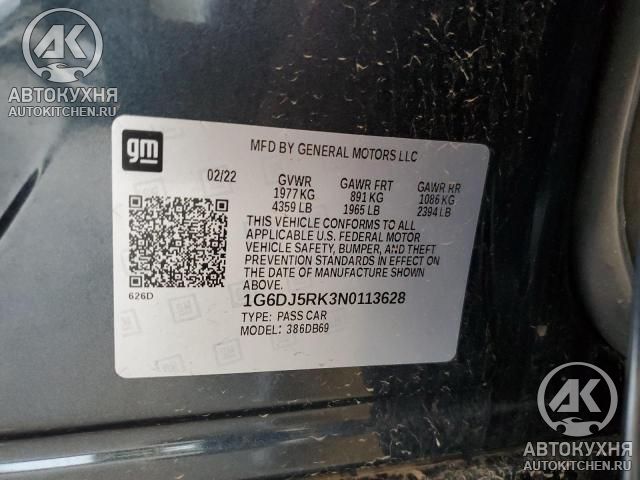 АК
АВТОКУХНЯ
AUTOKITCHEN.RU
gm
MFD BY GENERAL MOTORS LLC
02/22
GVWR
GAWR FRT
GAWR RR
1977 KG
891 KG
1086 KG
4359 LB
1965 LB
2394 LB
THIS VEHICLE CONFORMS TO ALL
APPLICABLE U.S. FEDERAL MOTOR
VEHICLE SAFETY, BUMPER, AND THEFT
PREVENTION STANDARDS IN EFFECT ON
THE DATE OF MANUFACTURE SHOWN
ABOVE.
626D
1G6DJ5RK3N0113628
TYPE: PASS CAR
MODEL: 386DB69
АК
АВТОКУХНЯ
AUTOKITCHEN.RU